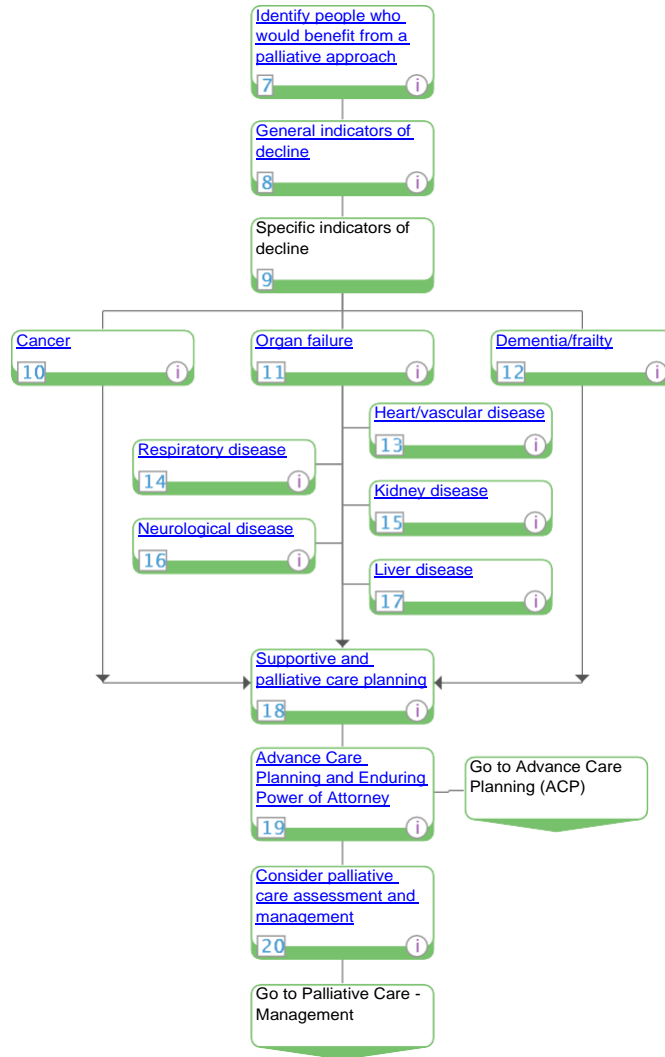 Identify people who
would benefit from a
palliative approach
7
i
General indicators of
decline
8
i
Specific indicators of
decline
9
Cancer
10
i
Organ failure
11
i
Dementia/frailty
12
i
Heart/vascular disease
13
i
Respiratory disease
14
i
Kidney disease
15
i
Neurological disease
16
i
Liver disease
17
i
Supportive and
palliative care planning
18
i
Advance Care
Planning and Enduring
Power of Attorney
19
i
Go to Advance Care
Planning (ACP)
Consider palliative
care assessment and
management
20
i
Go to Palliative Care -
Management